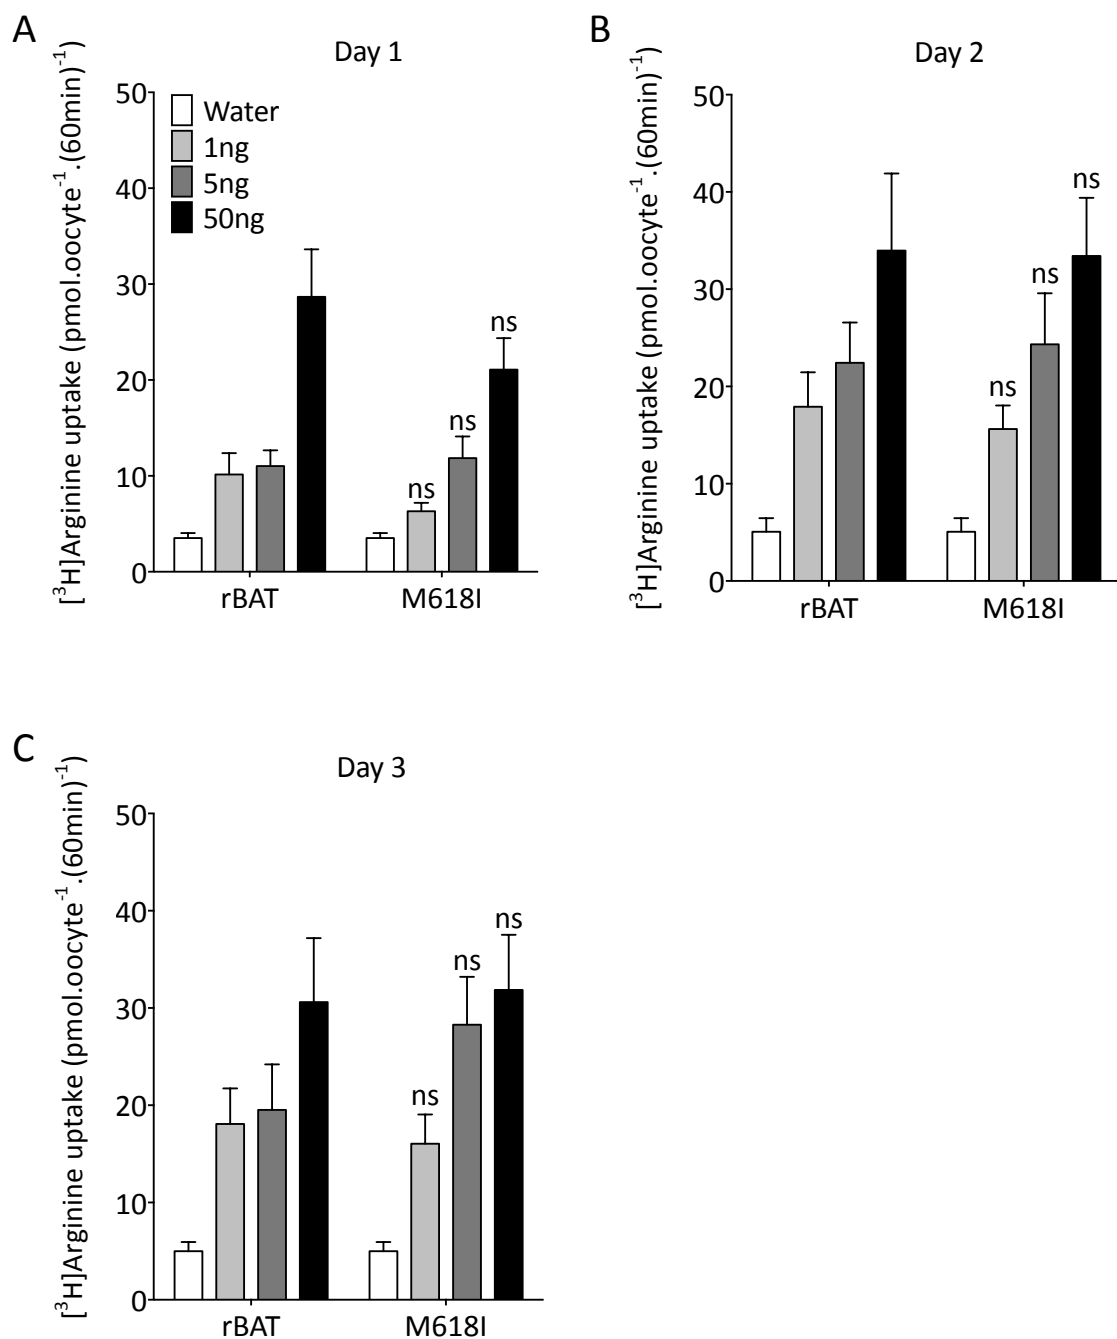 A
Day 1
[³H]Arginine uptake (pmol.oocyte⁻¹.(60min)⁻¹)
50
40
30
20
10
0
Water
1ng
5ng
50ng
ns
ns
ns
rBAT
M618I
B
Day 2
[³H]Arginine uptake (pmol.oocyte⁻¹.(60min)⁻¹)
50
40
30
20
10
0
ns
ns
ns
rBAT
M618I
C
Day 3
[³H]Arginine uptake (pmol.oocyte⁻¹.(60min)⁻¹)
50
40
30
20
10
0
ns
ns
ns
rBAT
M618I